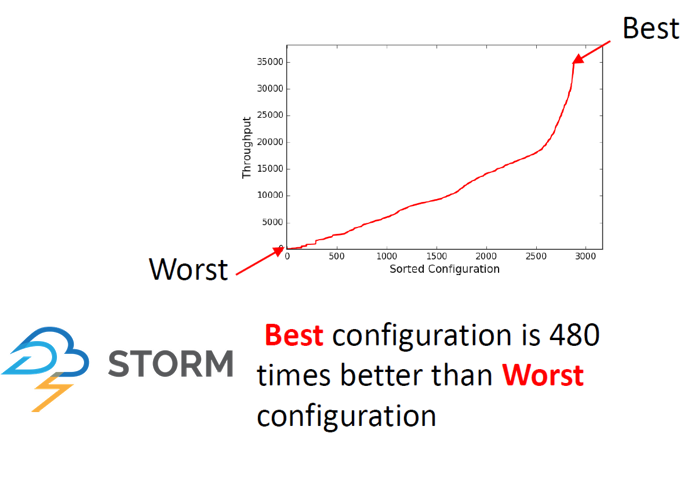 Best
35000
30000
25000
20000
15000
10000
5000
0
Throughput
0 500 1000 1500 2000 2500 3000
Sorted Configuration
Worst
STORM
Best configuration is 480
times better than Worst
configuration